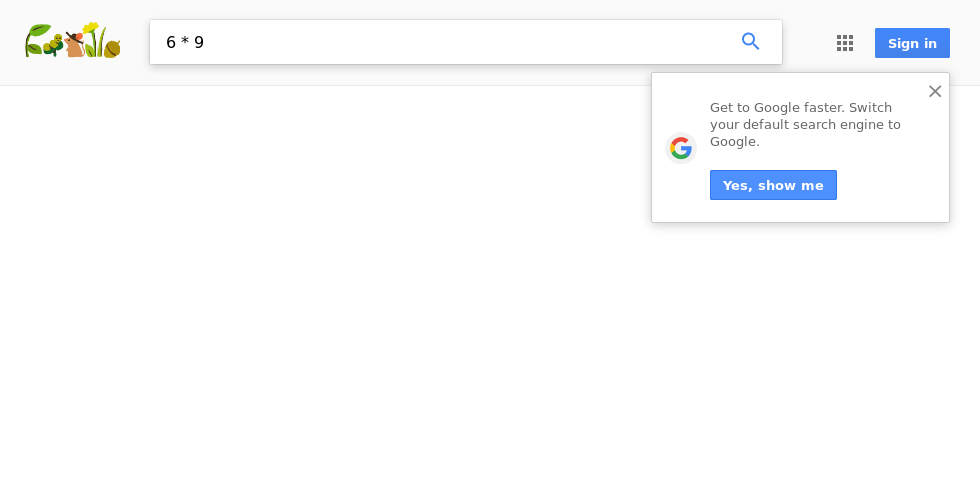 6 * 9
Sign in
Get to Google faster. Switch
your default search engine to
Google.
Yes, show me